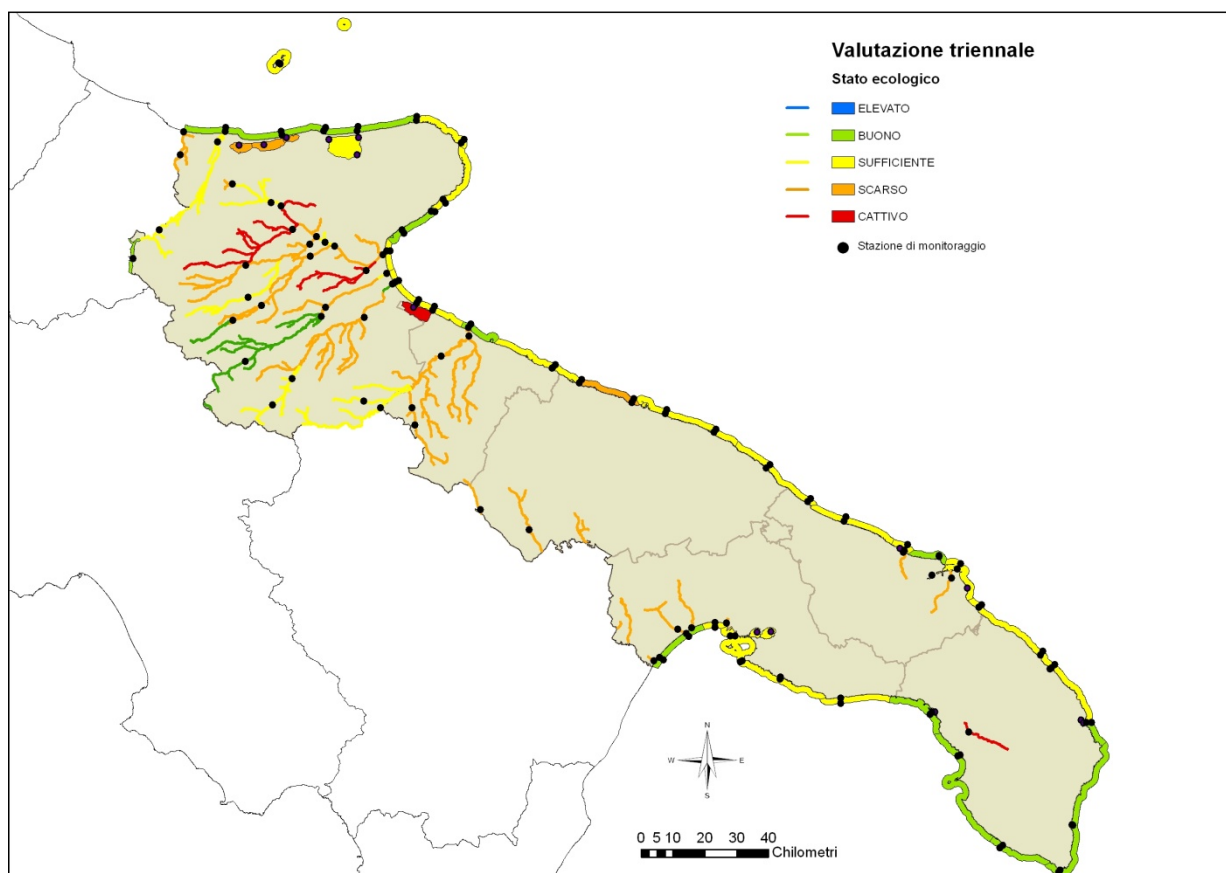 Valutazione triennale
Stato ecologico
ELEVATO
BUONO
SUFFICIENTE
SCARSO
CATTIVO
Stazione di monitoraggio
N
W E
S
0 5 10 20 30 40
Chilometri